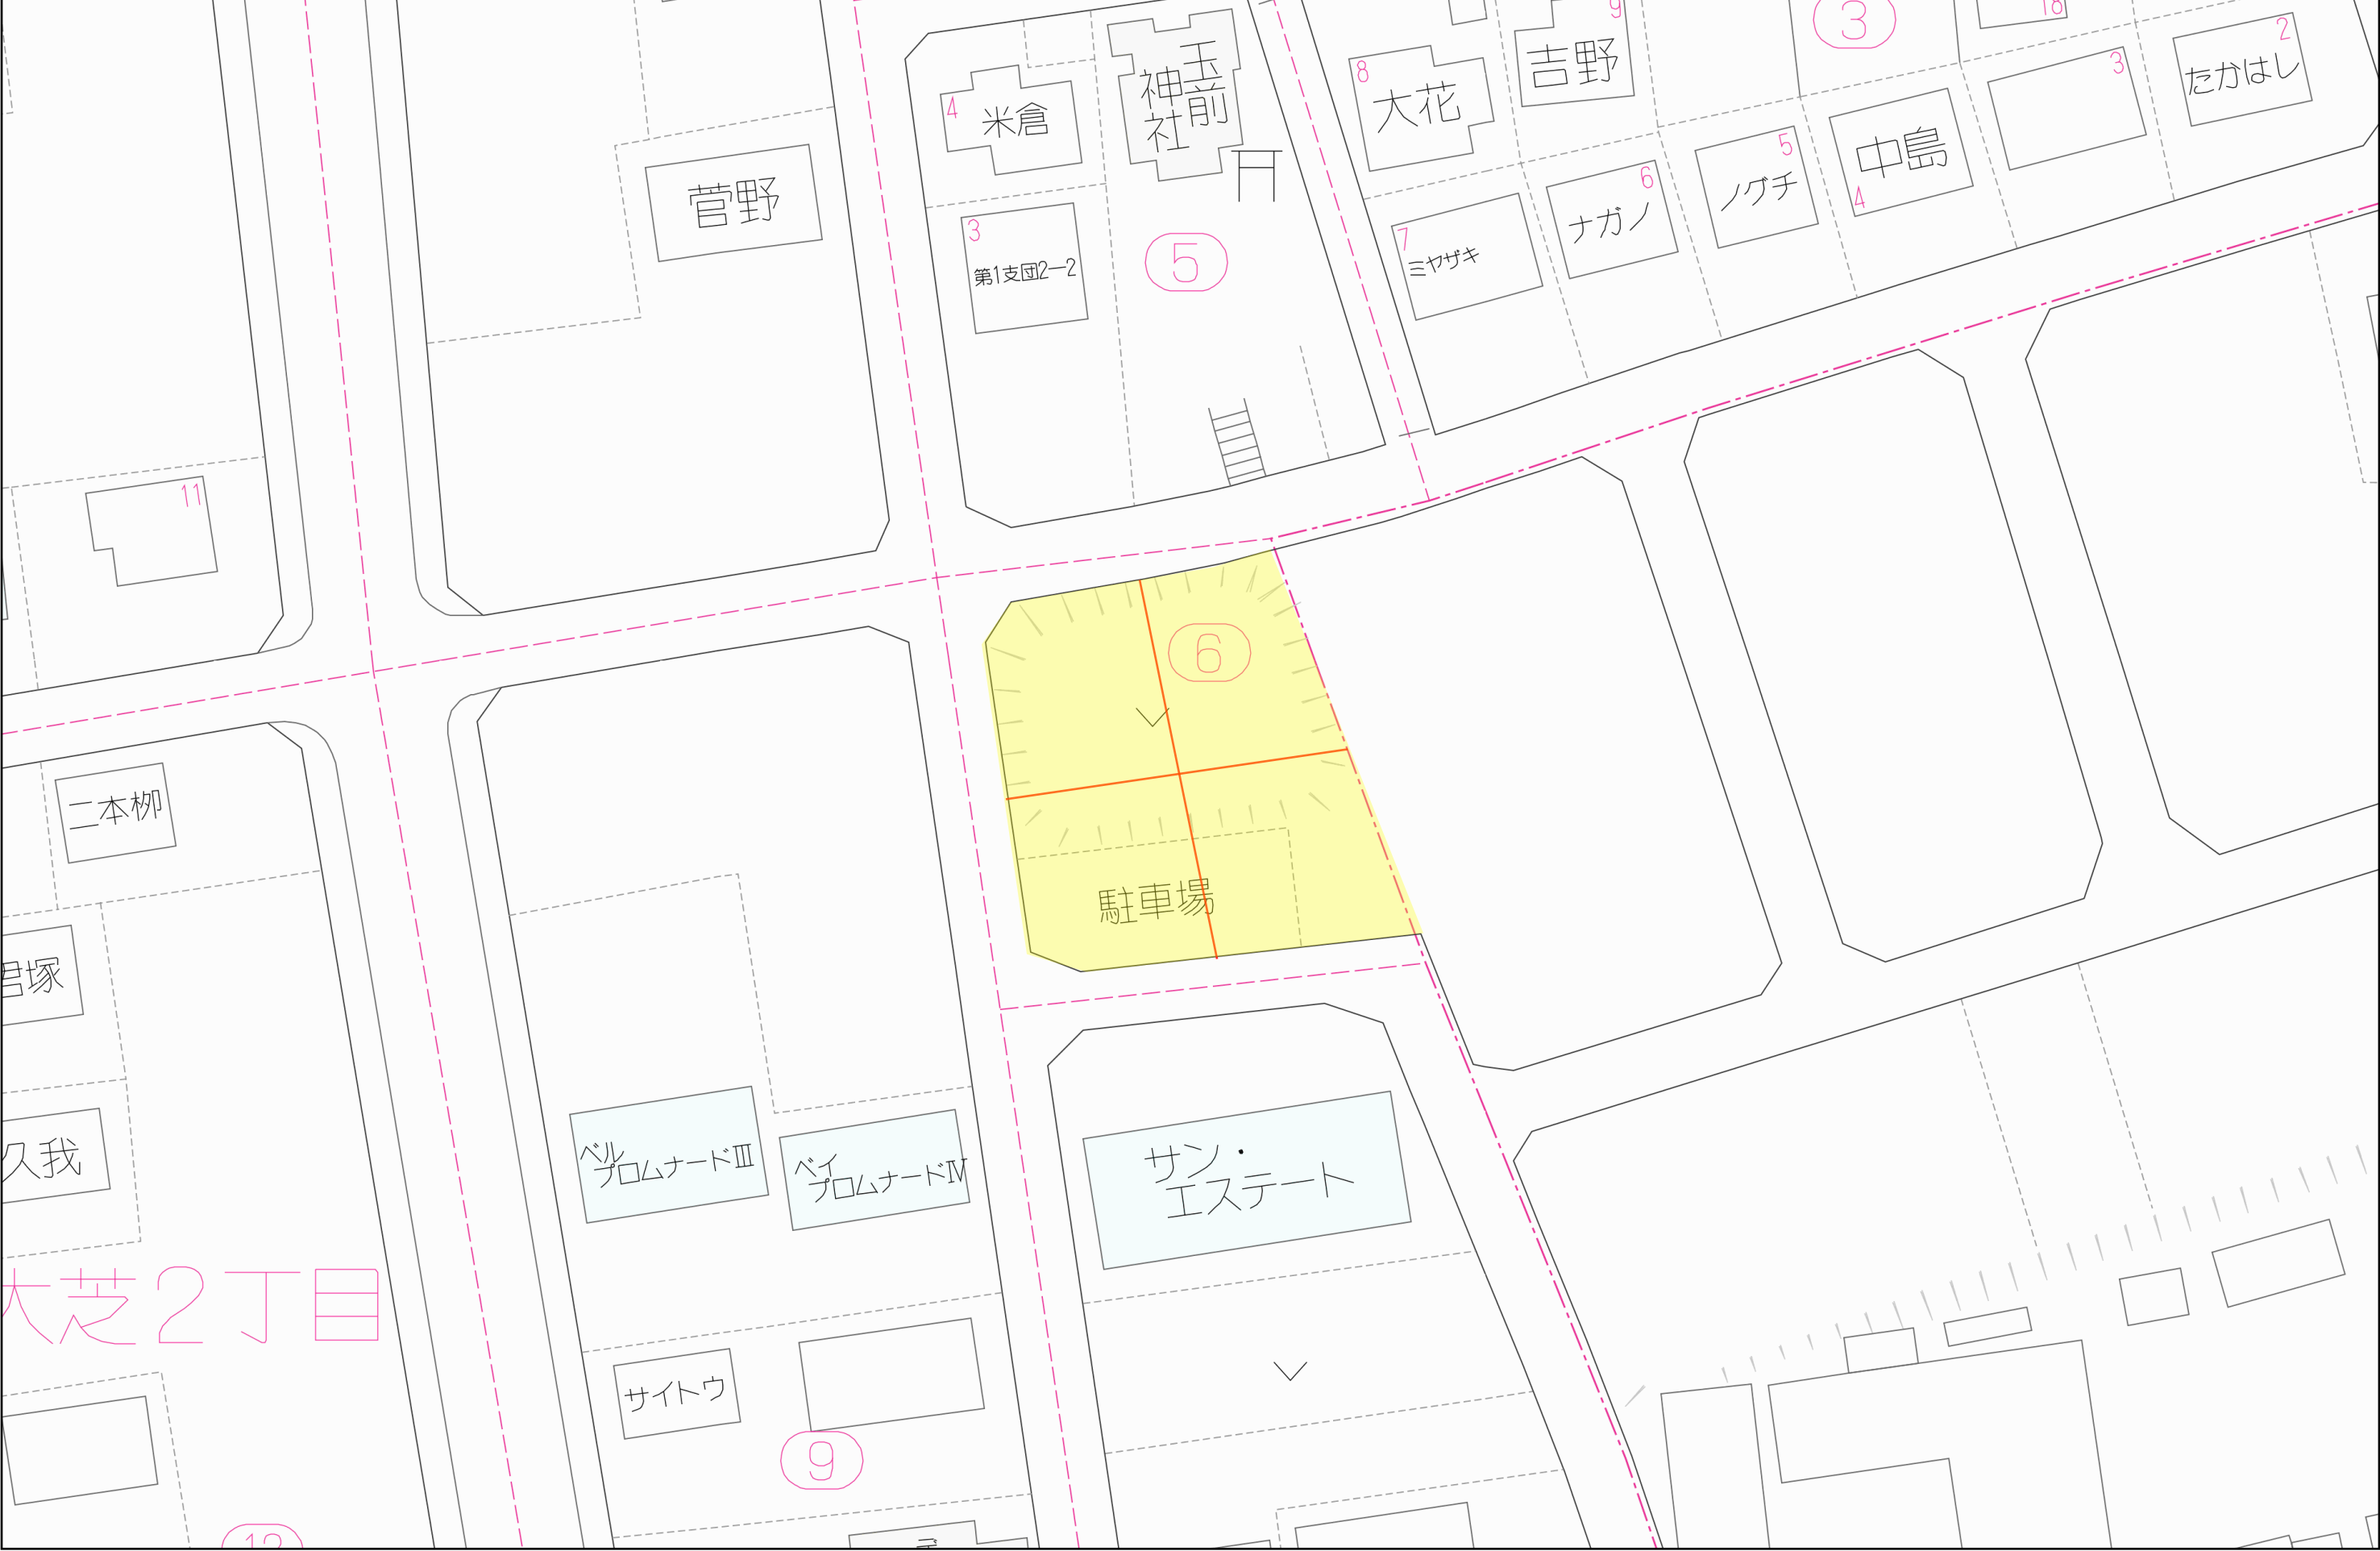 9
3
18
2
吉野
たかはし
3
玉前
神社
8
大花
5
中島
4
米倉
4
菅野
6
ノグチ
ナガノ
3
第1支団2-2
7
ミヤザキ
5
11
6
二本柳
駐車場
久我
ベル
プロムナードⅢ
ベイ
プロムナードⅣ
サン・
エステート
2丁目
サイトウ
9